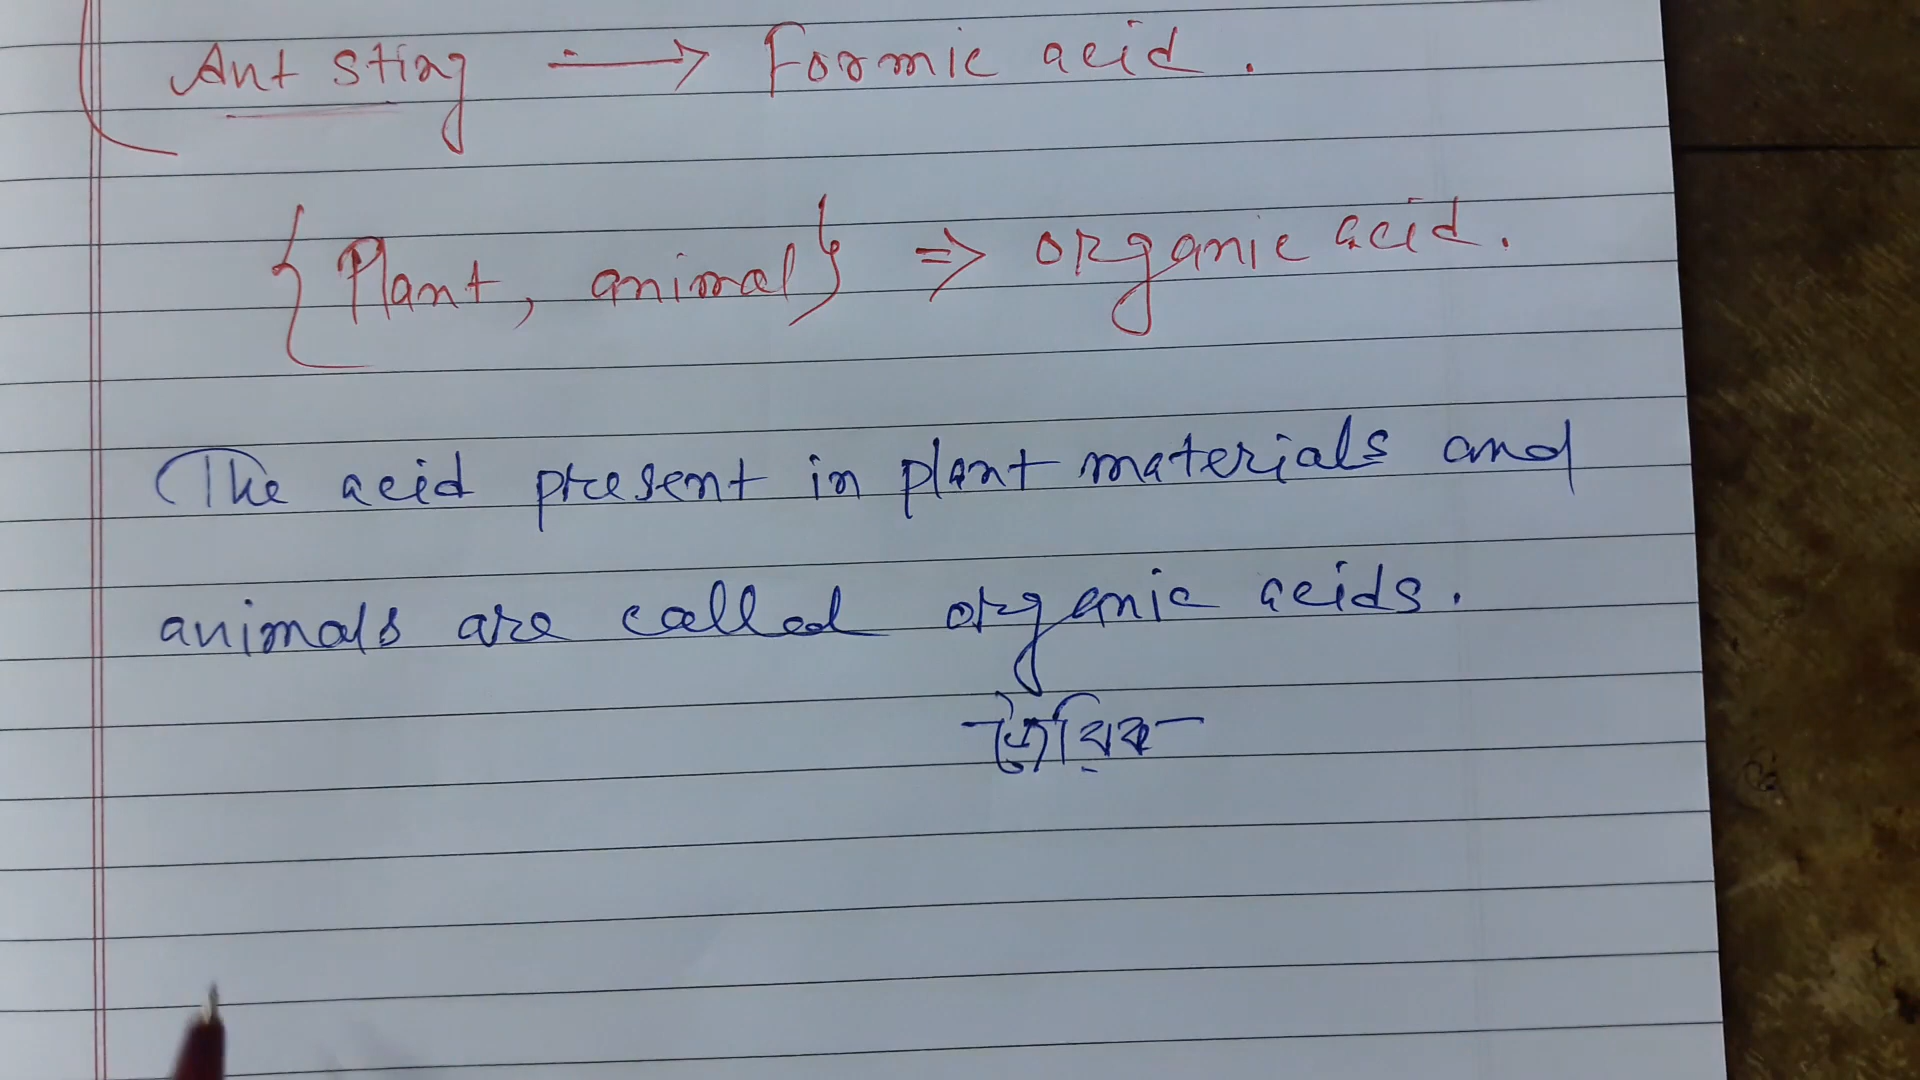 Ant sting → Formic acid.
{Plant, animal} ⇒ organic acid.
The acid present in plant materials and
animals are called organic acids.
জৈবিক